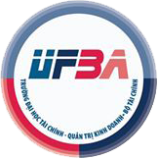 UFBA
TRƯỜNG ĐẠI HỌC TÀI CHÍNH - QUẢN TRỊ KINH DOANH - BỘ TÀI CHÍNH